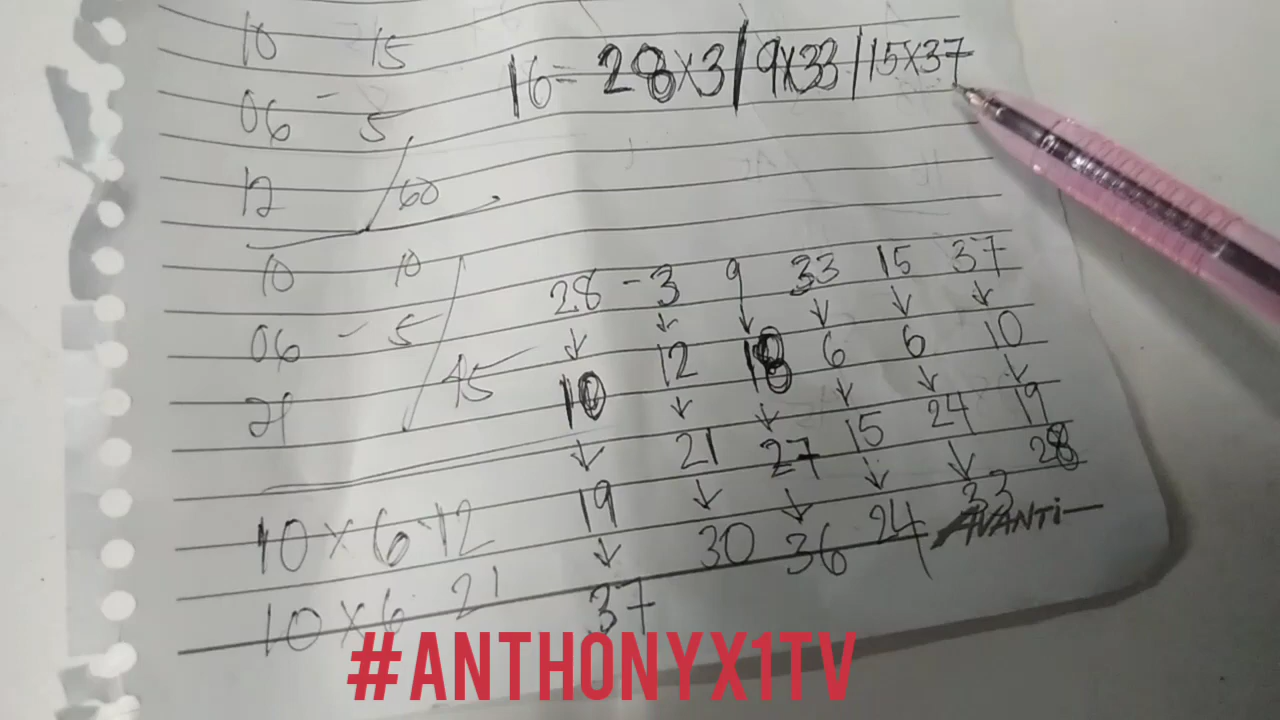 10 15
16 = 28x3 | 9x33 | 15x37
06 - 5
12 / 60
10 10 /
28 - 3 9 33 15 37
↓ ↓ ↓ ↓ ↓ ↓
06 - 5 / 45
10 12 18 6 6 10
↓ ↓ ↓ ↓ ↓
21
↓ 21 27 15 24 19
↓ ↓ ↓ ↓ 28
10 x 6 12
19 30 36 24 33
↓
AVANTi
10 x 6 21
37
#ANTHONYX1TV